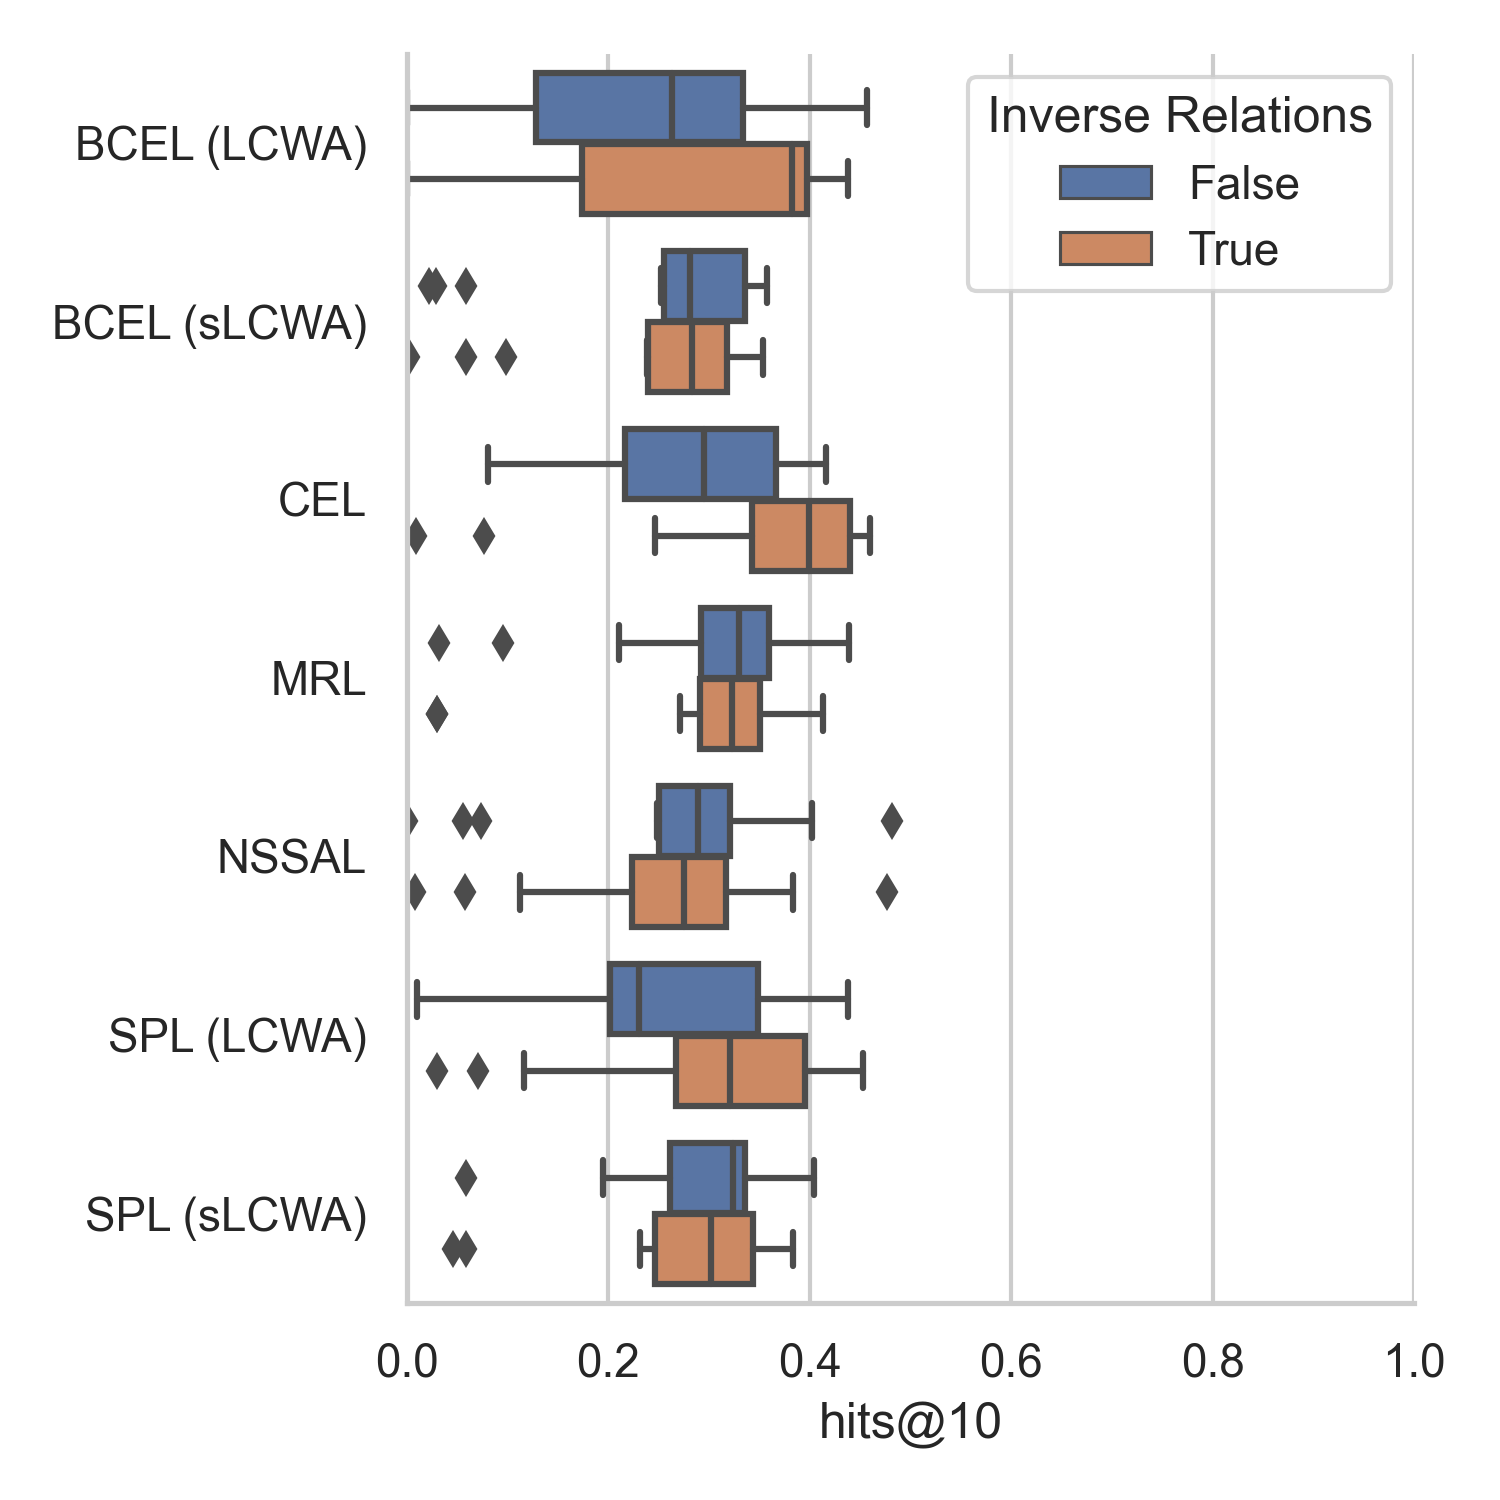 Inverse Relations
False
True
BCEL (LCWA)
BCEL (sLCWA)
CEL
MRL
NSSAL
SPL (LCWA)
SPL (sLCWA)
0.0 0.2 0.4 0.6 0.8 1.0
hits@10